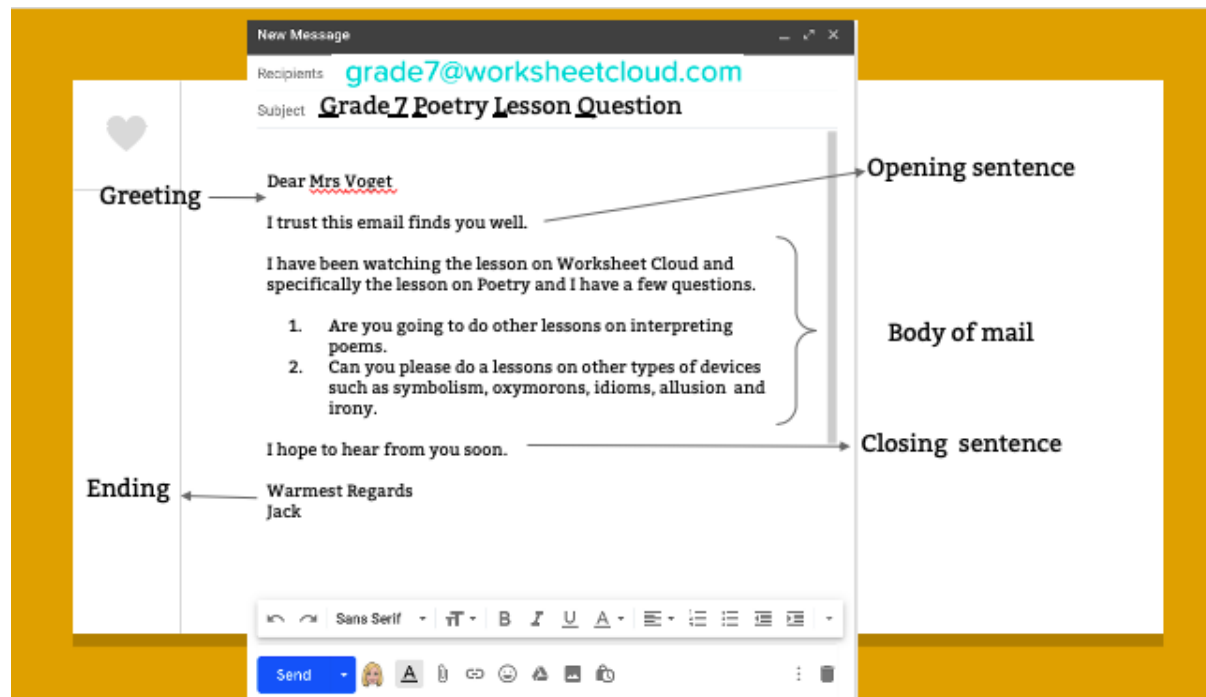 New Message
Recipients grade7@worksheetcloud.com
Subject Grade 7 Poetry Lesson Question
Opening sentence
Dear Mrs Voget
Greeting
I trust this email finds you well.
I have been watching the lesson on Worksheet Cloud and
specifically the lesson on Poetry and I have a few questions.
1. Are you going to do other lessons on interpreting
poems.
Body of mail
2. Can you please do a lessons on other types of devices
such as symbolism, oxymorons, idioms, allusion and
irony.
I hope to hear from you soon.
Closing sentence
Ending
Warmest Regards
Jack
Sans Serif
Send